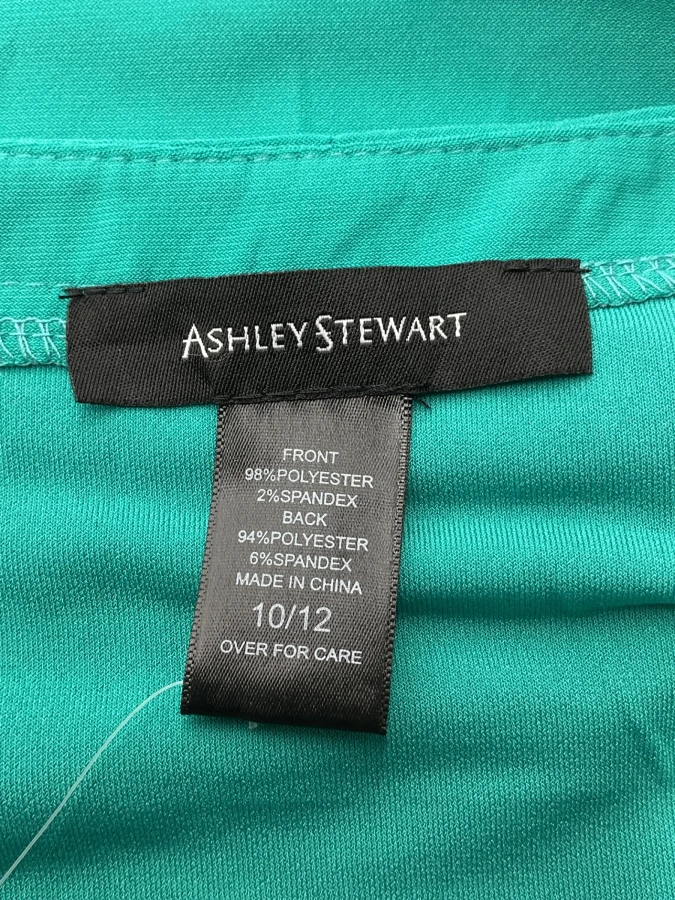 ASHLEY STEWART
FRONT
98%POLYESTER
2%SPANDEX
BACK
94%POLYESTER
6%SPANDEX
MADE IN CHINA
10/12
OVER FOR CARE